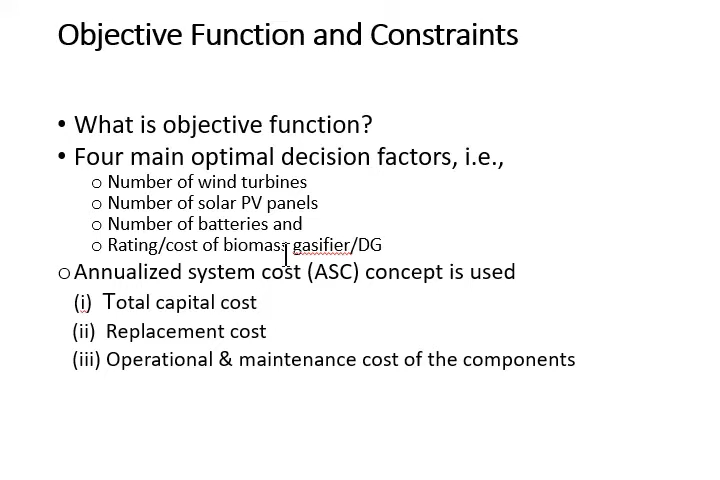 Objective Function and Constraints
• What is objective function?
• Four main optimal decision factors, i.e.,
o Number of wind turbines
o Number of solar PV panels
o Number of batteries and
o Rating/cost of biomass gasifier/DG
o Annualized system cost (ASC) concept is used
(i) Total capital cost
(ii) Replacement cost
(iii) Operational & maintenance cost of the components